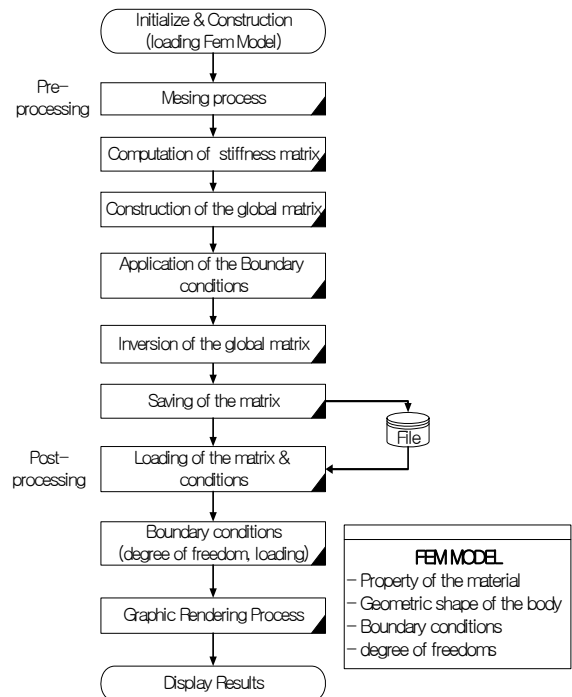 Initialize & Construction
(loading Fem Model)
Pre-
processing
Mesing process
Computation of stiffness matrix
Construction of the global matrix
Application of the Boundary
conditions
Inversion of the global matrix
Saving of the matrix
File
Post-
processing
Loading of the matrix &
conditions
Boundary conditions
(degree of freedom, loading)
Graphic Rendering Process
Display Results
FEM MODEL
- Property of the material
- Geometric shape of the body
- Boundary conditions
- degree of freedoms